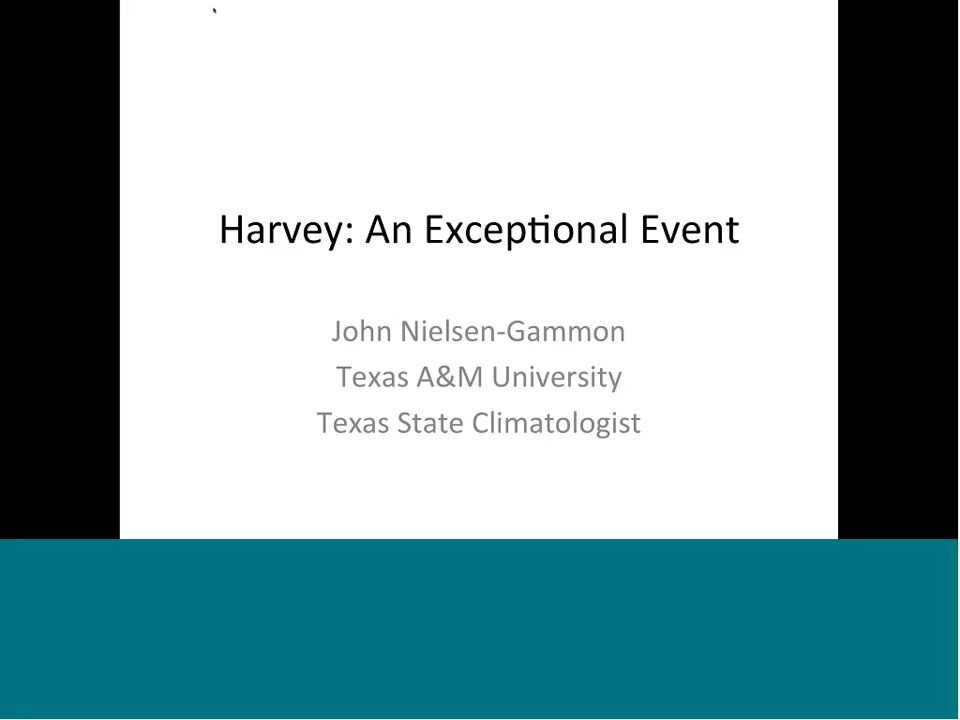 Harvey: An Exceptional Event
John Nielsen-Gammon
Texas A&M University
Texas State Climatologist